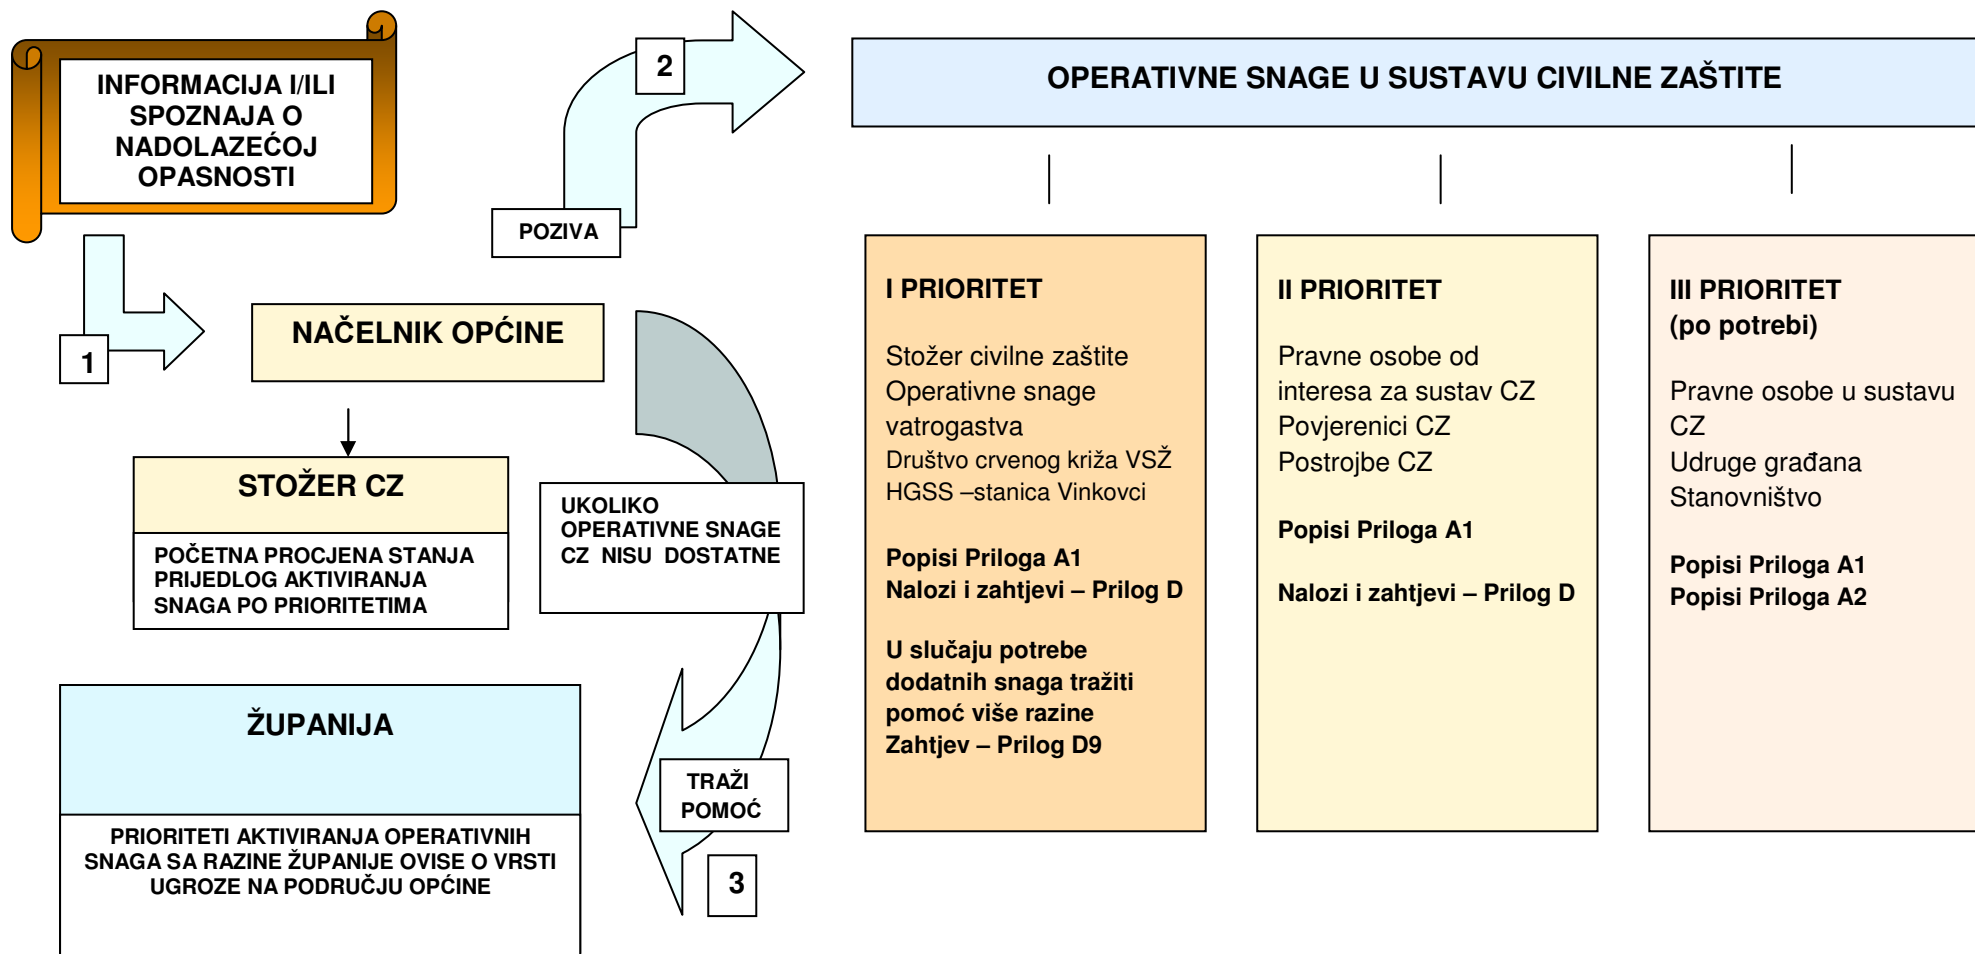 INFORMACIJA I/ILI
SPOZNAJA O
NADOLAZEĆOJ
OPASNOSTI
1
NAČELNIK OPĆINE
STOŽER CZ
POČETNA PROCJENA STANJA
PRIJEDLOG AKTIVIRANJA
SNAGA PO PRIORITETIMA
POZIVA
2
OPERATIVNE SNAGE U SUSTAVU CIVILNE ZAŠTITE
I PRIORITET
Stožer civilne zaštite
Operativne snage
vatrogastva
Društvo crvenog križa VSŽ
HGSS –stanica Vinkovci
Popisi Priloga A1
Nalozi i zahtjevi – Prilog D
U slučaju potrebe
dodatnih snaga tražiti
pomoć više razine
Zahtjev – Prilog D9
II PRIORITET
Pravne osobe od
interesa za sustav CZ
Povjerenici CZ
Postrojbe CZ
Popisi Priloga A1
Nalozi i zahtjevi – Prilog D
III PRIORITET
(po potrebi)
Pravne osobe u sustavu
CZ
Udruge građana
Stanovništvo
Popisi Priloga A1
Popisi Priloga A2
UKOLIKO
OPERATIVNE SNAGE
CZ NISU DOSTATNE
TRAŽI
POMOĆ
3
ŽUPANIJA
PRIORITETI AKTIVIRANJA OPERATIVNIH
SNAGA SA RAZINE ŽUPANIJE OVISE O VRSTI
UGROZE NA PODRUČJU OPĆINE